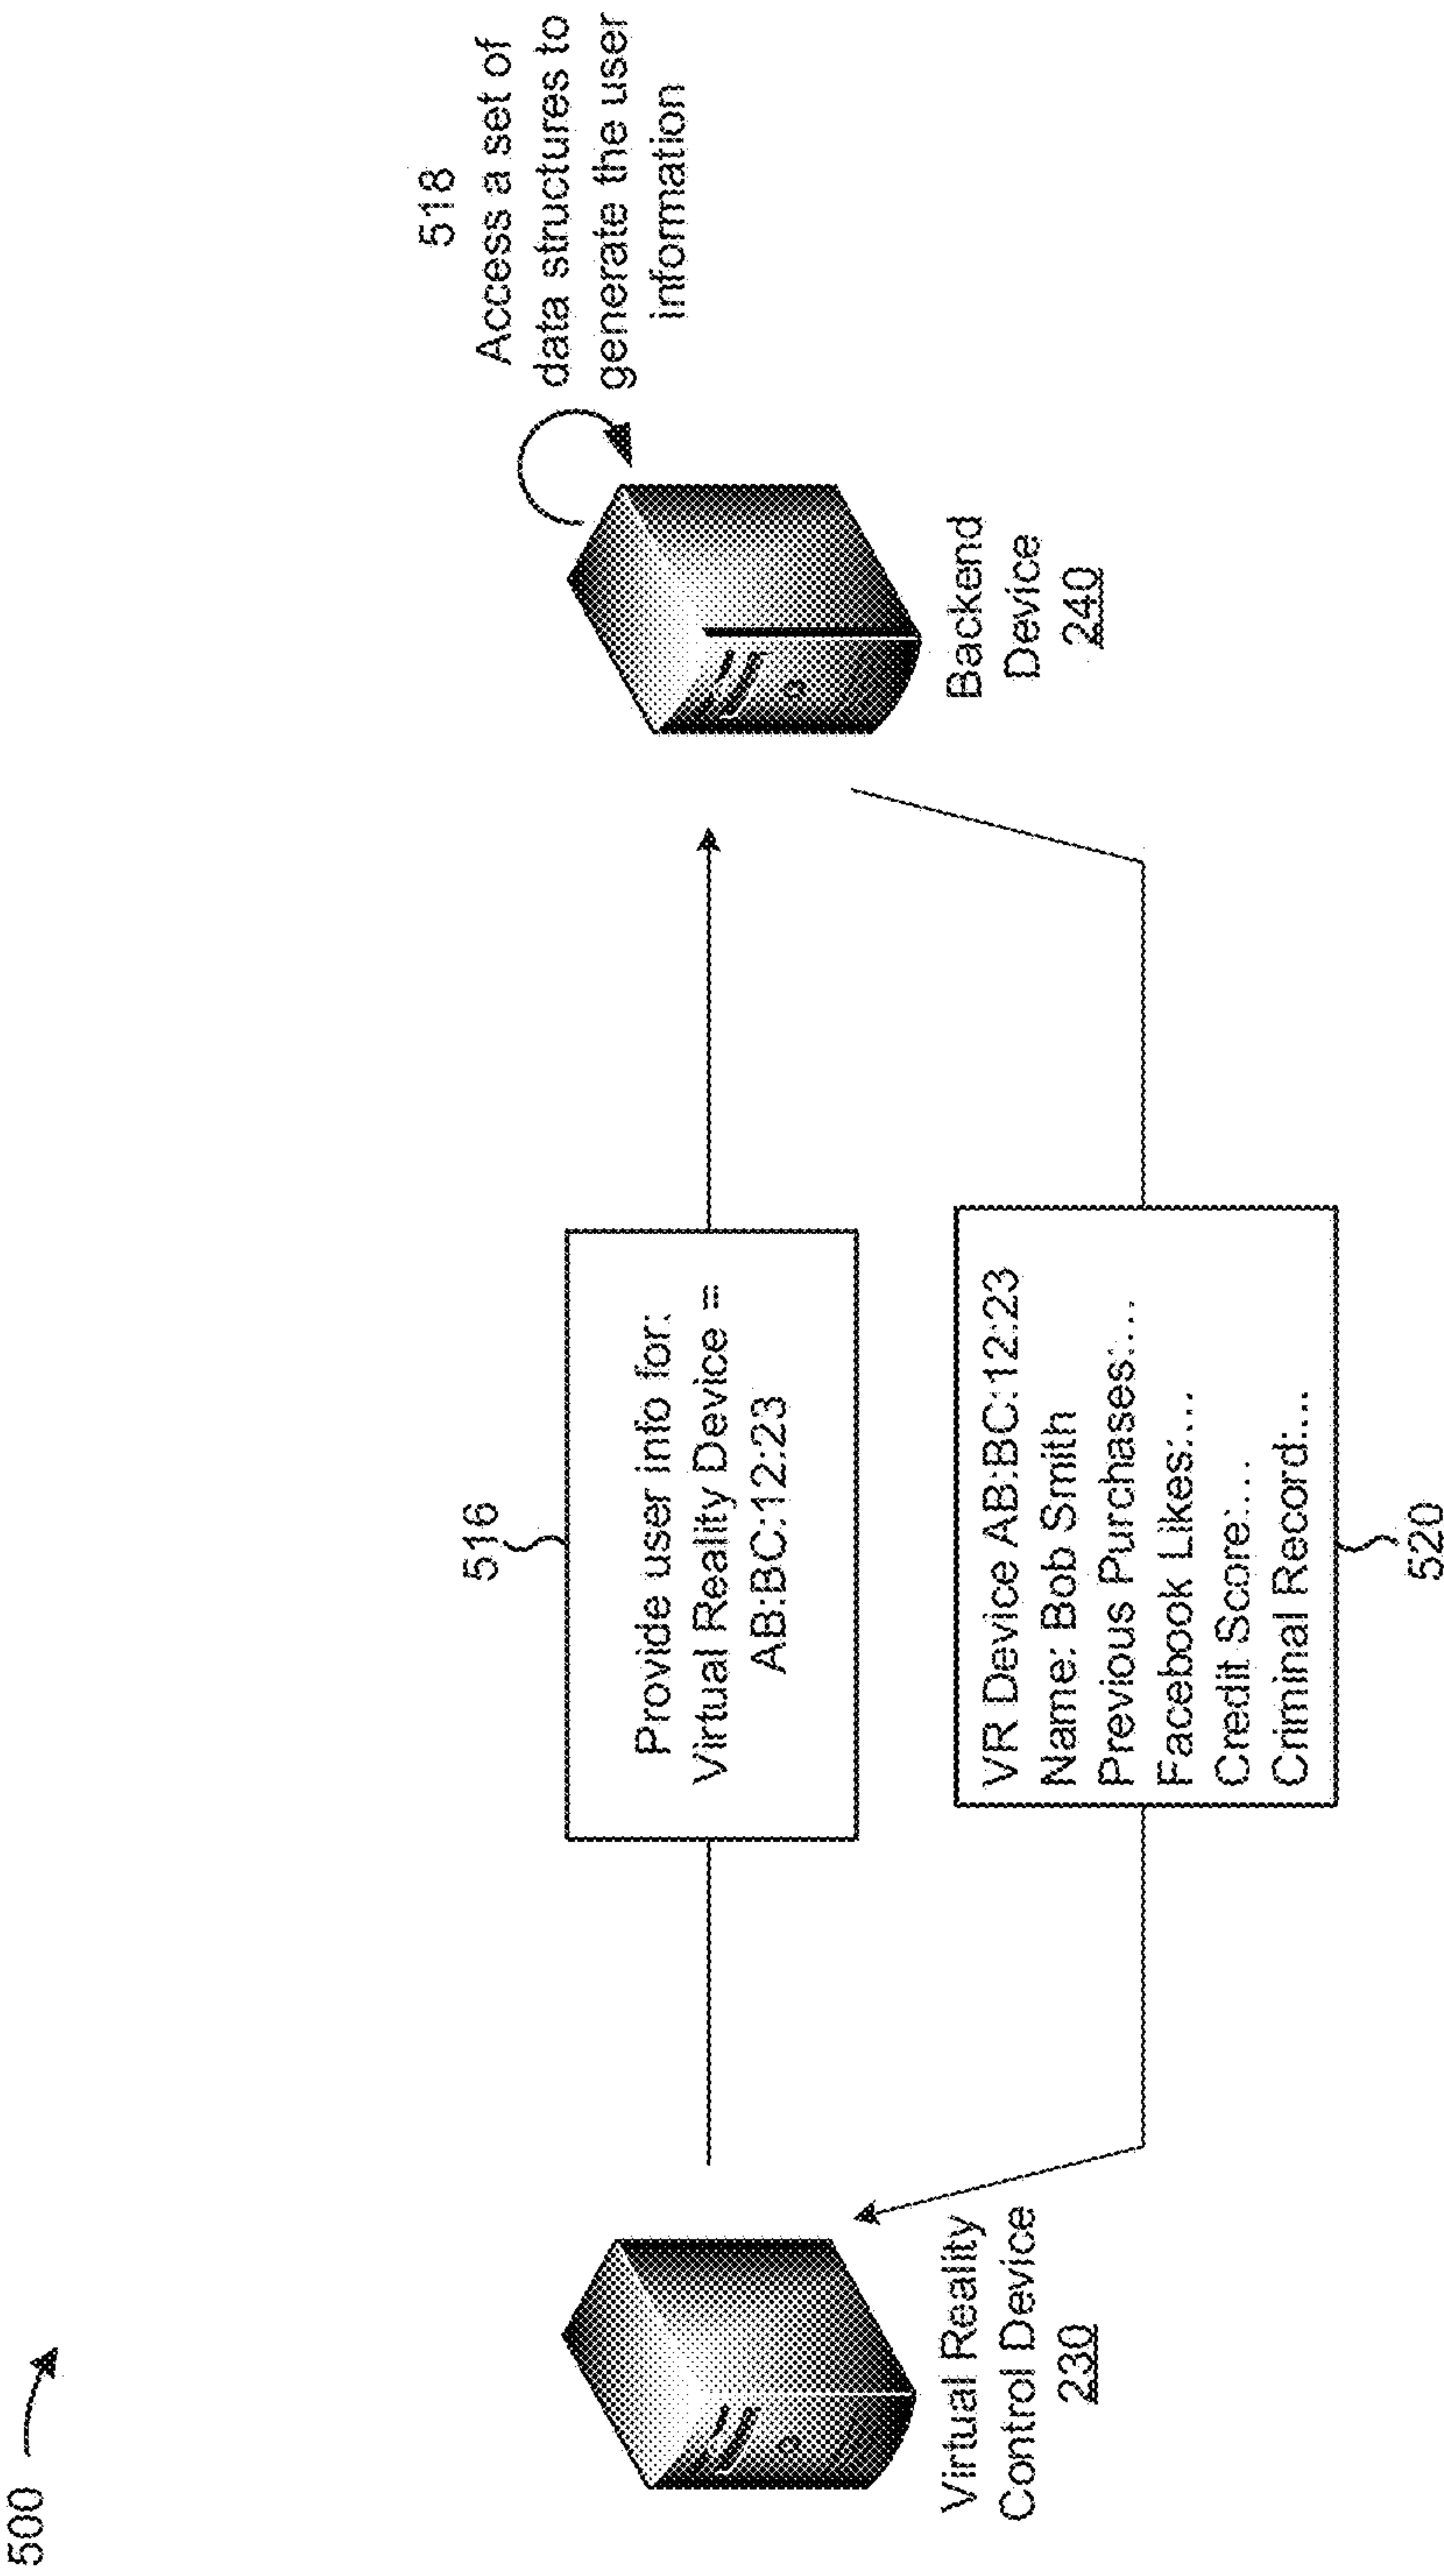 500
518
Access a set of
data structures to
generate the user
information
516
Provide user info for:
Virtual Reality Device =
AB:BC:12:23
Virtual Reality
Control Device
230
Backend
Device
240
VR Device AB:BC:12:23
Name: Bob Smith
Previous Purchases:...
Facebook Likes:...
Credit Score:...
Criminal Record:...
520